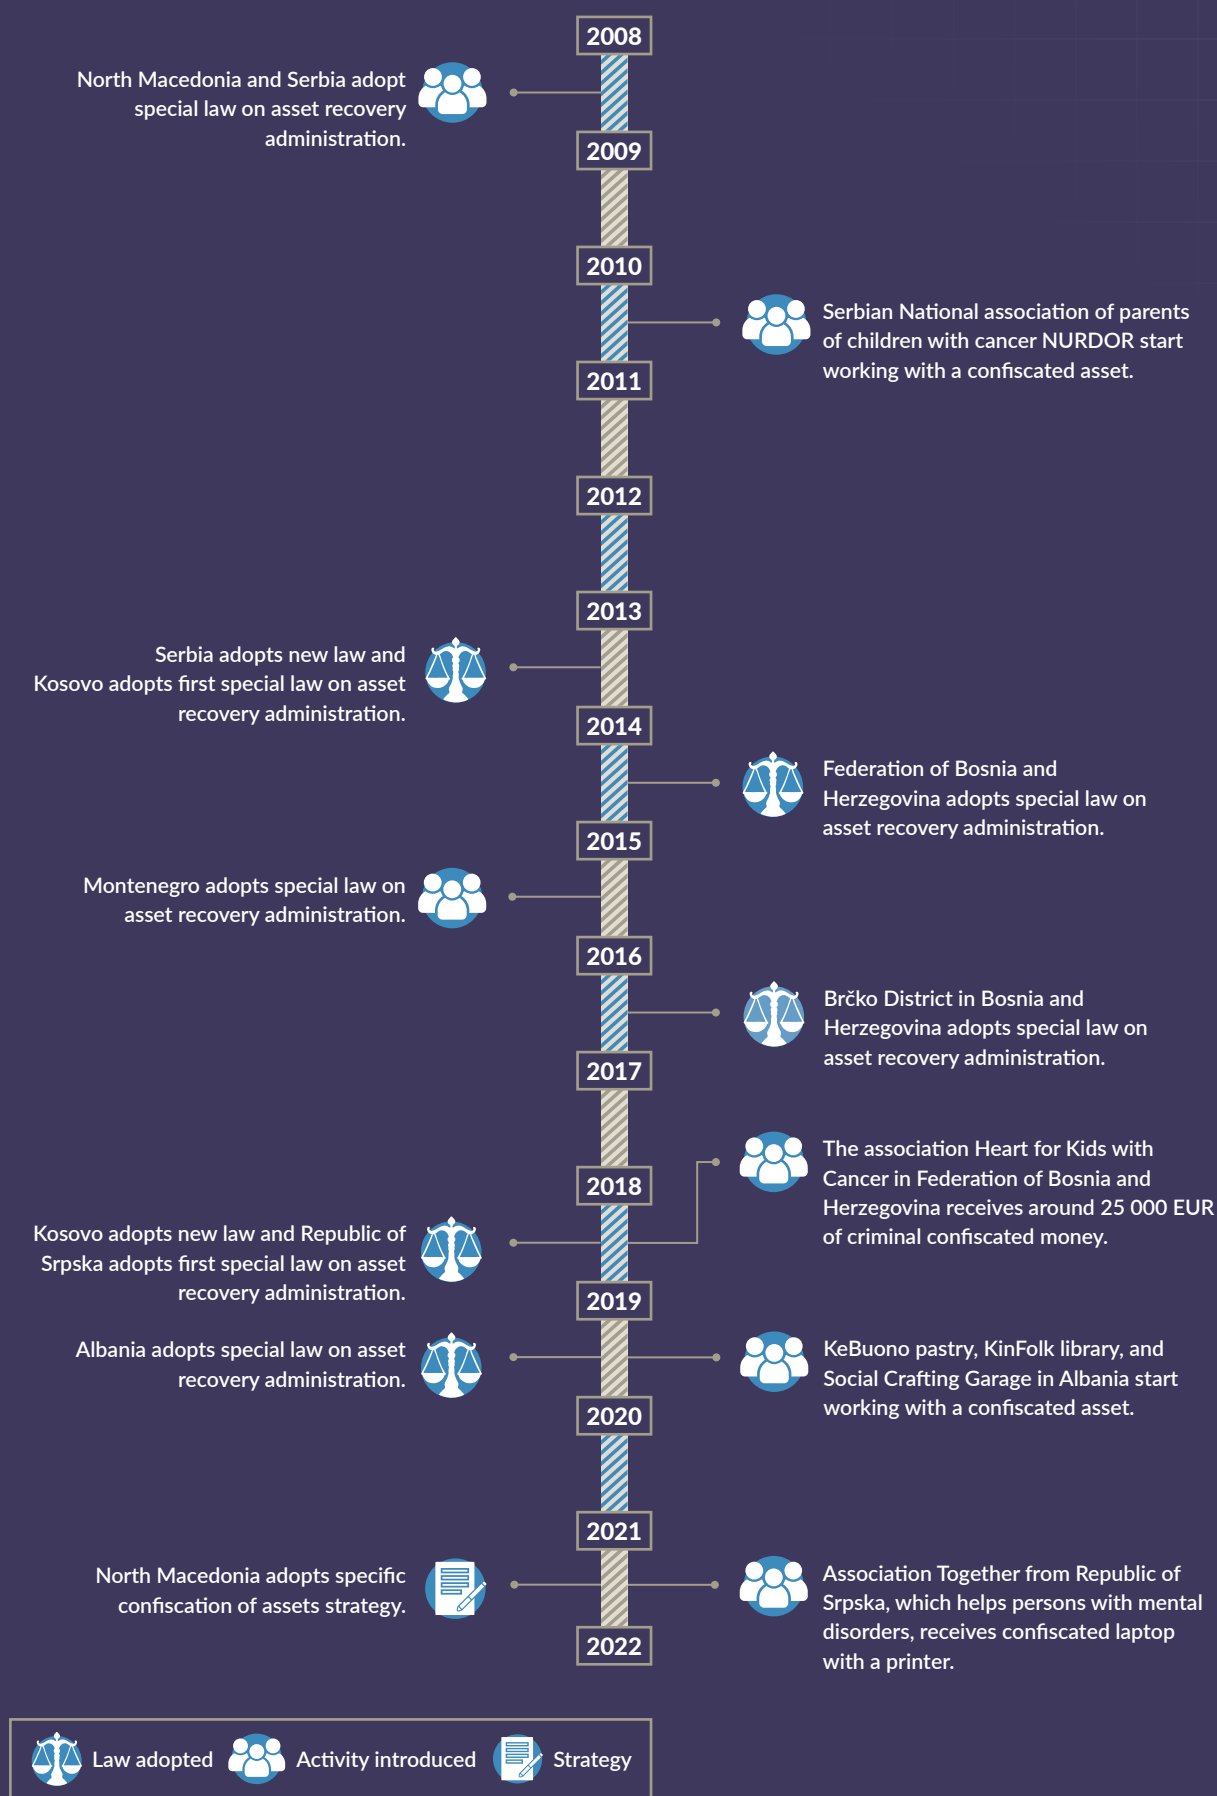 2008
North Macedonia and Serbia adopt
special law on asset recovery
administration.
2009
2010
Serbian National association of parents
of children with cancer NURDOR start
working with a confiscated asset.
2011
2012
2013
Serbia adopts new law and
Kosovo adopts first special law on asset
recovery administration.
2014
Federation of Bosnia and
Herzegovina adopts special law on
asset recovery administration.
2015
Montenegro adopts special law on
asset recovery administration.
2016
Brčko District in Bosnia and
Herzegovina adopts special law on
asset recovery administration.
2017
The association Heart for Kids with
Cancer in Federation of Bosnia and
Herzegovina receives around 25 000 EUR
of criminal confiscated money.
2018
Kosovo adopts new law and Republic of
Srpska adopts first special law on asset
recovery administration.
2019
Albania adopts special law on asset
recovery administration.
KeBuono pastry, KinFolk library, and
Social Crafting Garage in Albania start
working with a confiscated asset.
2020
2021
North Macedonia adopts specific
confiscation of assets strategy.
Association Together from Republic of
Srpska, which helps persons with mental
disorders, receives confiscated laptop
with a printer.
2022
Law adopted
Activity introduced
Strategy